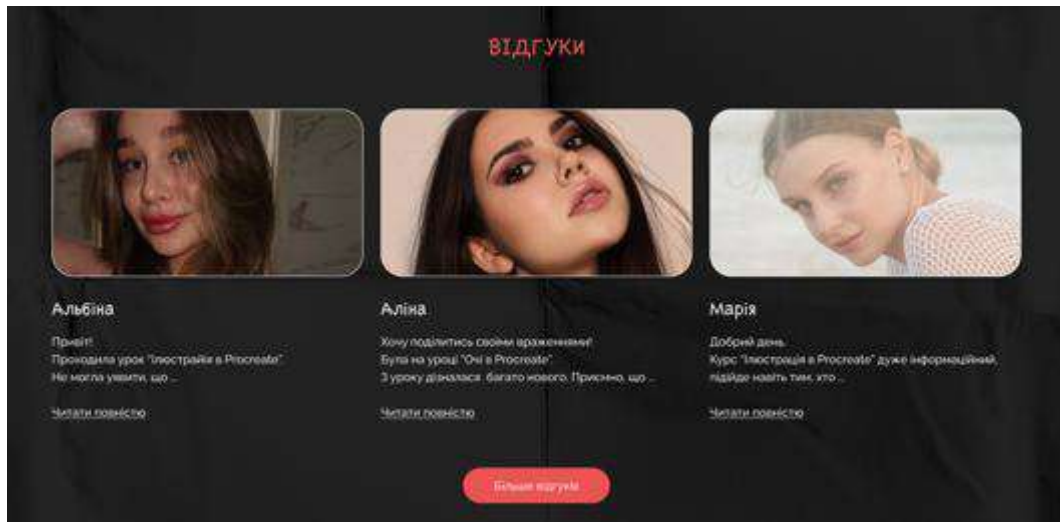 ВІДГУКИ
Альбіна
Аліна
Марія
Привіт!
Проходила урок "Ілюстрайія в Procreate".
Не могла уявити, що ...
Хочу поділитись своїми враженнями!
Була на уроці "Очі в Procreate"
З уроку дізналася багато нового. Приємно, що ...
Добрий день.
Курс "Ілюстрація в Procreate" дуже інформаційний,
підійде навіть тим, хто ...
Читати повністю
Читати повністю
Читати повністю
Більше відгуків